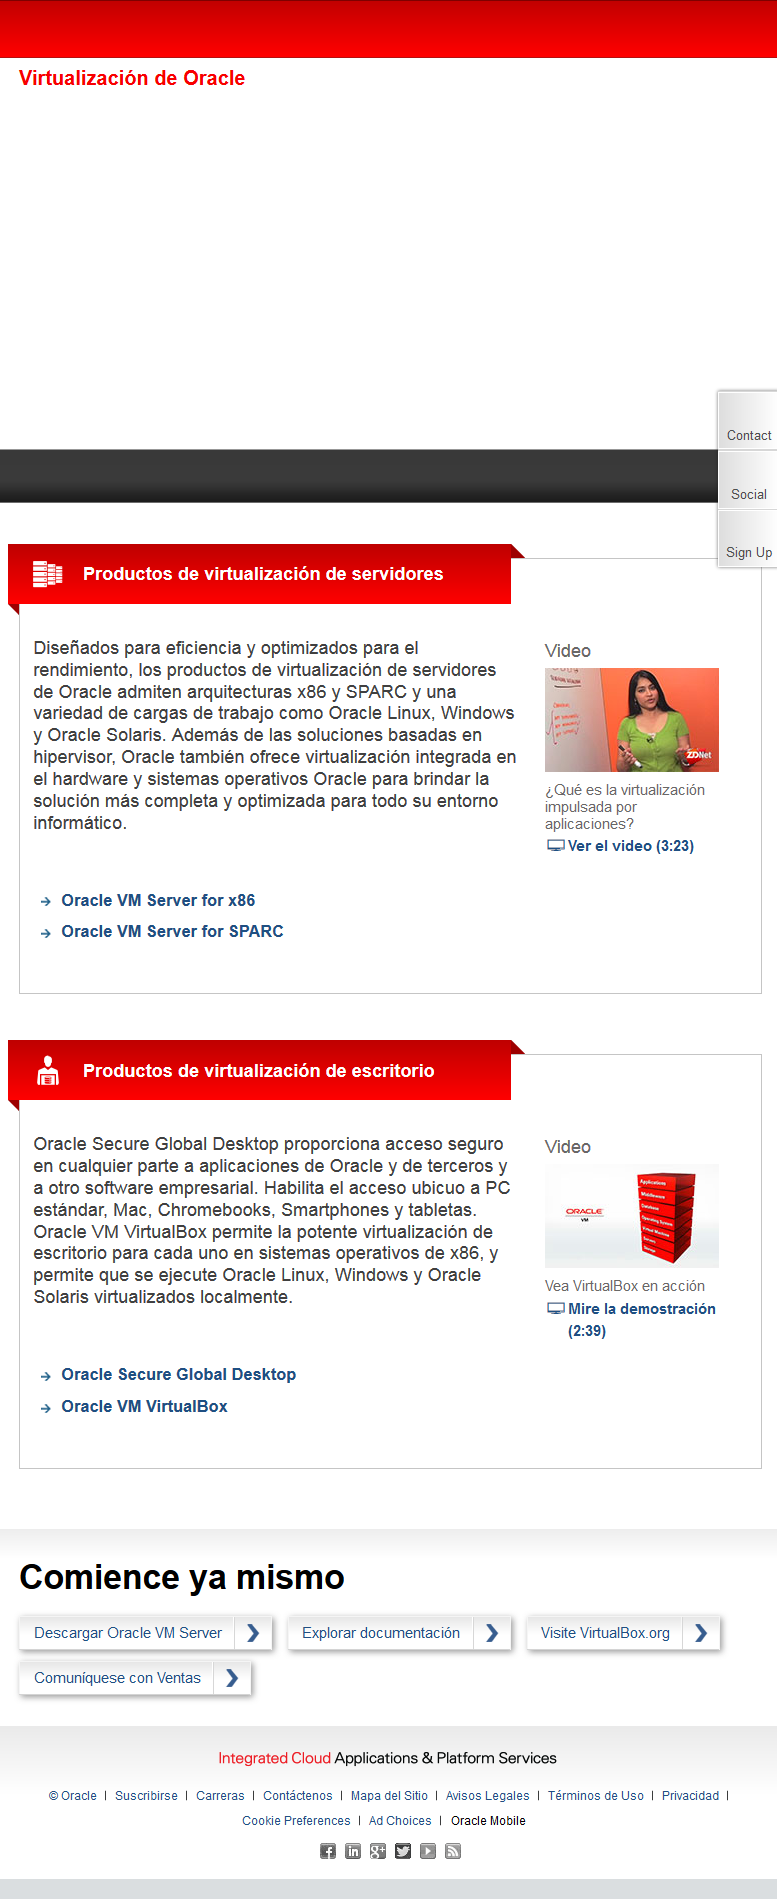 Virtualización de Oracle
Contact
Social
Sign Up
Productos de virtualización de servidores
Diseñados para eficiencia y optimizados para el
rendimiento, los productos de virtualización de servidores
de Oracle admiten arquitecturas x86 y SPARC y una
variedad de cargas de trabajo como Oracle Linux, Windows
y Oracle Solaris. Además de las soluciones basadas en
hipervisor, Oracle también ofrece virtualización integrada en
el hardware y sistemas operativos Oracle para brindar la
solución más completa y optimizada para todo su entorno
informático.
Oracle VM Server for x86
Oracle VM Server for SPARC
Video
ZDNet
¿Qué es la virtualización
impulsada por
aplicaciones?
Ver el video (3:23)
Productos de virtualización de escritorio
Oracle Secure Global Desktop proporciona acceso seguro
en cualquier parte a aplicaciones de Oracle y de terceros y
a otro software empresarial. Habilita el acceso ubicuo a PC
estándar, Mac, Chromebooks, Smartphones y tabletas.
Oracle VM VirtualBox permite la potente virtualización de
escritorio para cada uno en sistemas operativos de x86, y
permite que se ejecute Oracle Linux, Windows y Oracle
Solaris virtualizados localmente.
Oracle Secure Global Desktop
Oracle VM VirtualBox
Video
ORACLE
VM
Applications
Middleware
Database
Operating System
Virtual Machine
Servers
Storage
Vea VirtualBox en acción
Mire la demostración
(2:39)
Comience ya mismo
Descargar Oracle VM Server
Explorar documentación
Visite VirtualBox.org
Comuníquese con Ventas
Integrated Cloud Applications & Platform Services
© Oracle | Suscribirse | Carreras | Contáctenos | Mapa del Sitio | Avisos Legales | Términos de Uso | Privacidad |
Cookie Preferences | Ad Choices | Oracle Mobile